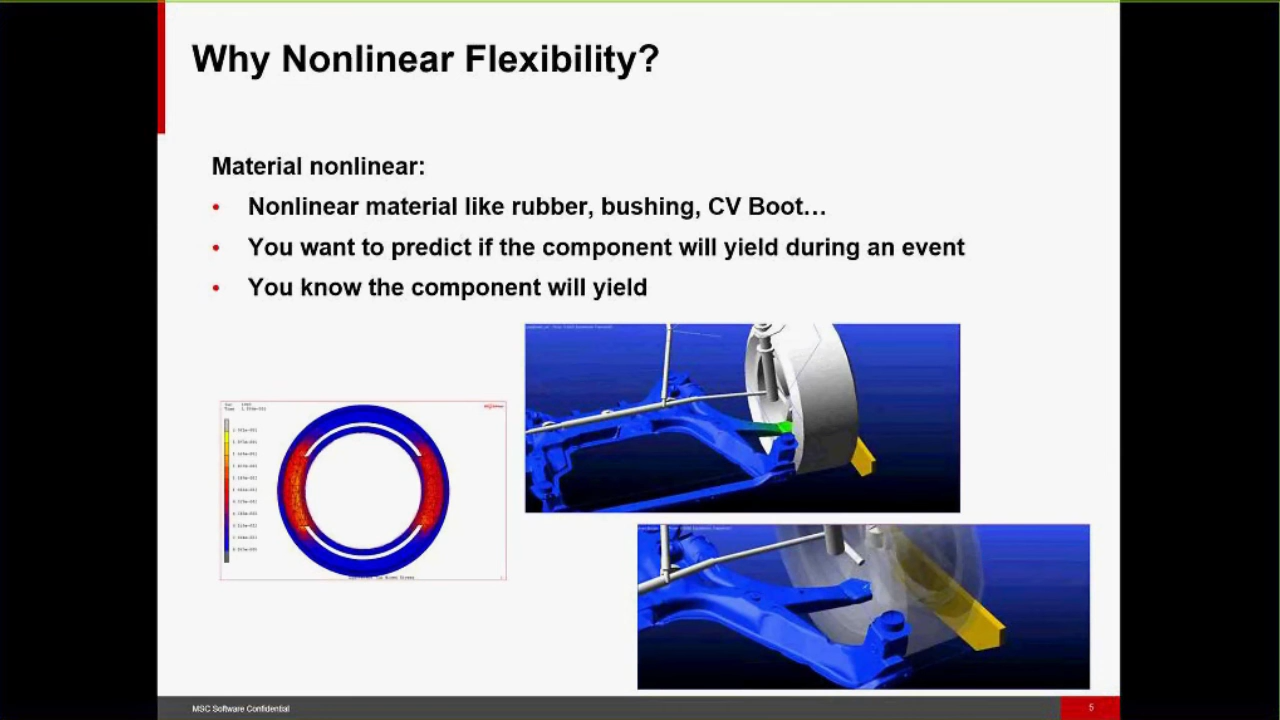 Why Nonlinear Flexibility?
Material nonlinear:
• Nonlinear material like rubber, bushing, CV Boot…
• You want to predict if the component will yield during an event
• You know the component will yield
MSC Software Confidential
5